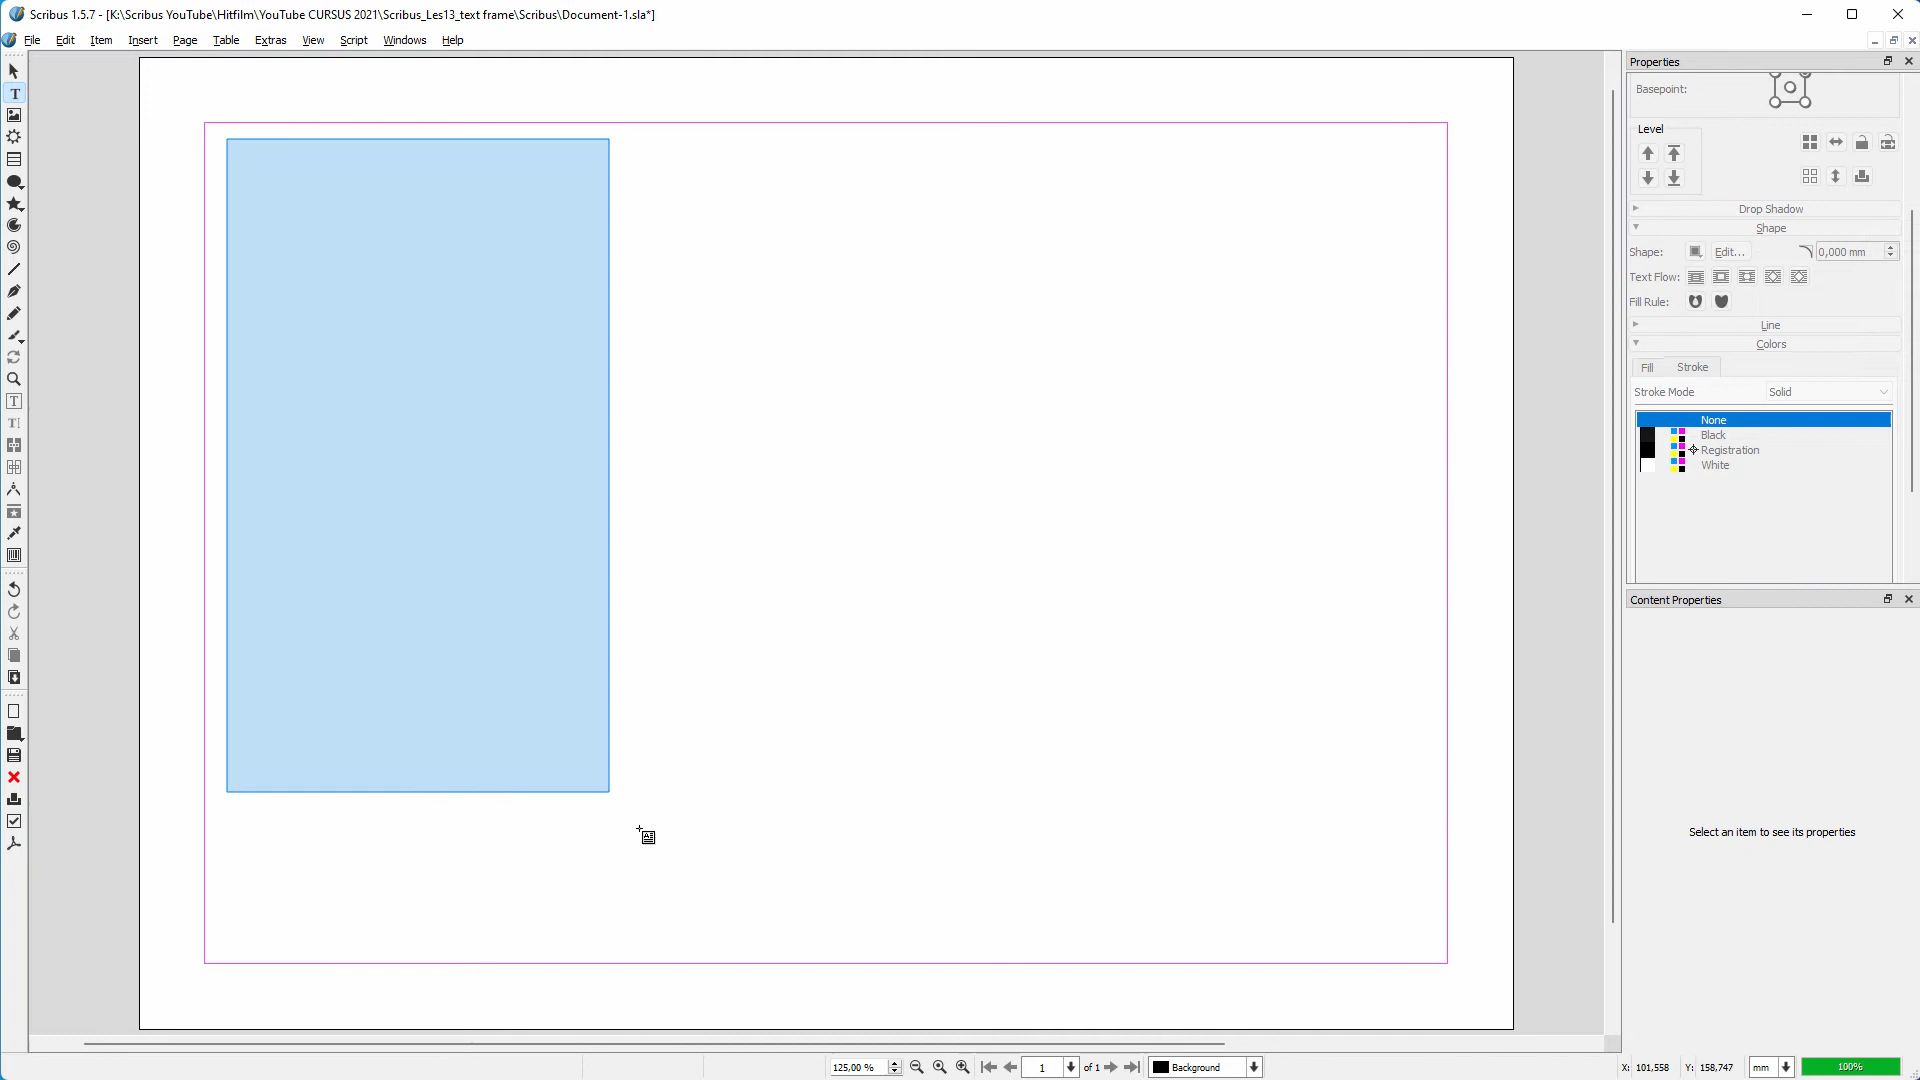 Scribus 1.5.7 - [K:\Scribus YouTube\Hitfilm\YouTube CURSUS 2021\Scribus_Les13_text frame\Scribus\Document-1.sla*]
File Edit Item Insert Page Table Extras View Script Windows Help
Properties
Basepoint:
Level
Drop Shadow
Shape
Shape: Edit... 0,000 mm
Text Flow:
Fill Rule:
Line
Colors
Fill Stroke
Stroke Mode Solid
None
Black
Registration
White
Content Properties
Select an item to see its properties
125,00 % 1 of 1 Background X: 101,558 Y: 158,747 mm 100%